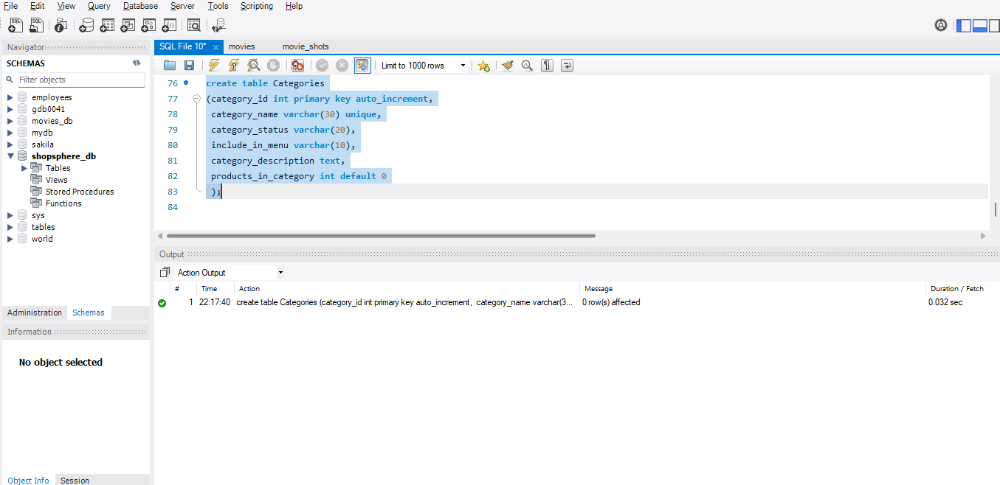 File Edit View Query Database Server Tools Scripting Help
Navigator
SQL File 10* movies movie_shots
SCHEMAS
Filter objects
employees
gdb0041
movies_db
mydb
sakila
shopsphere_db
Tables
Views
Stored Procedures
Functions
sys
tables
world
Administration Schemas
Information
No object selected
Object Info Session
Limit to 1000 rows
76 create table Categories
77 (category_id int primary key auto_increment,
78 category_name varchar(30) unique,
79 category_status varchar(20),
80 include_in_menu varchar(10),
81 category_description text,
82 products_in_category int default 0
83 );
84
Output
Action Output
# Time Action Message Duration / Fetch
1 22:17:40 create table Categories (category_id int primary key auto_increment, category_name varchar(3... 0 row(s) affected 0.032 sec